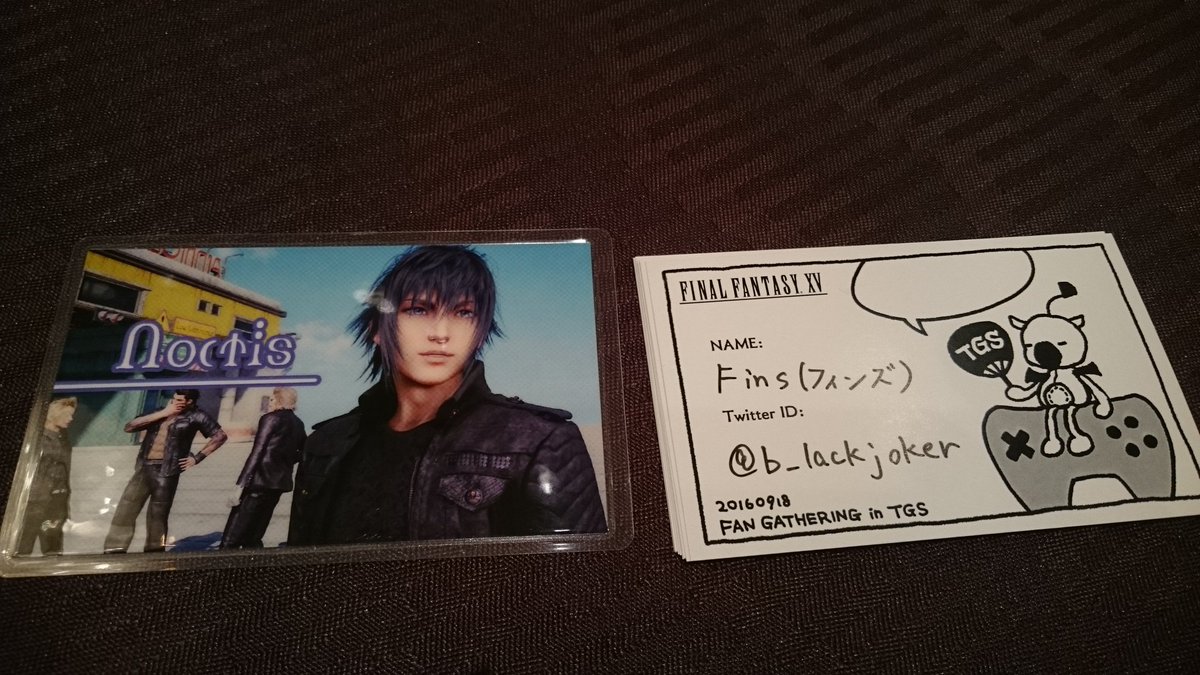 Noctis
FINAL FANTASY XV
NAME:
Fins(フィンズ)
Twitter ID:
@b_lackjoker
20160918
FAN GATHERING in TGS
TGS